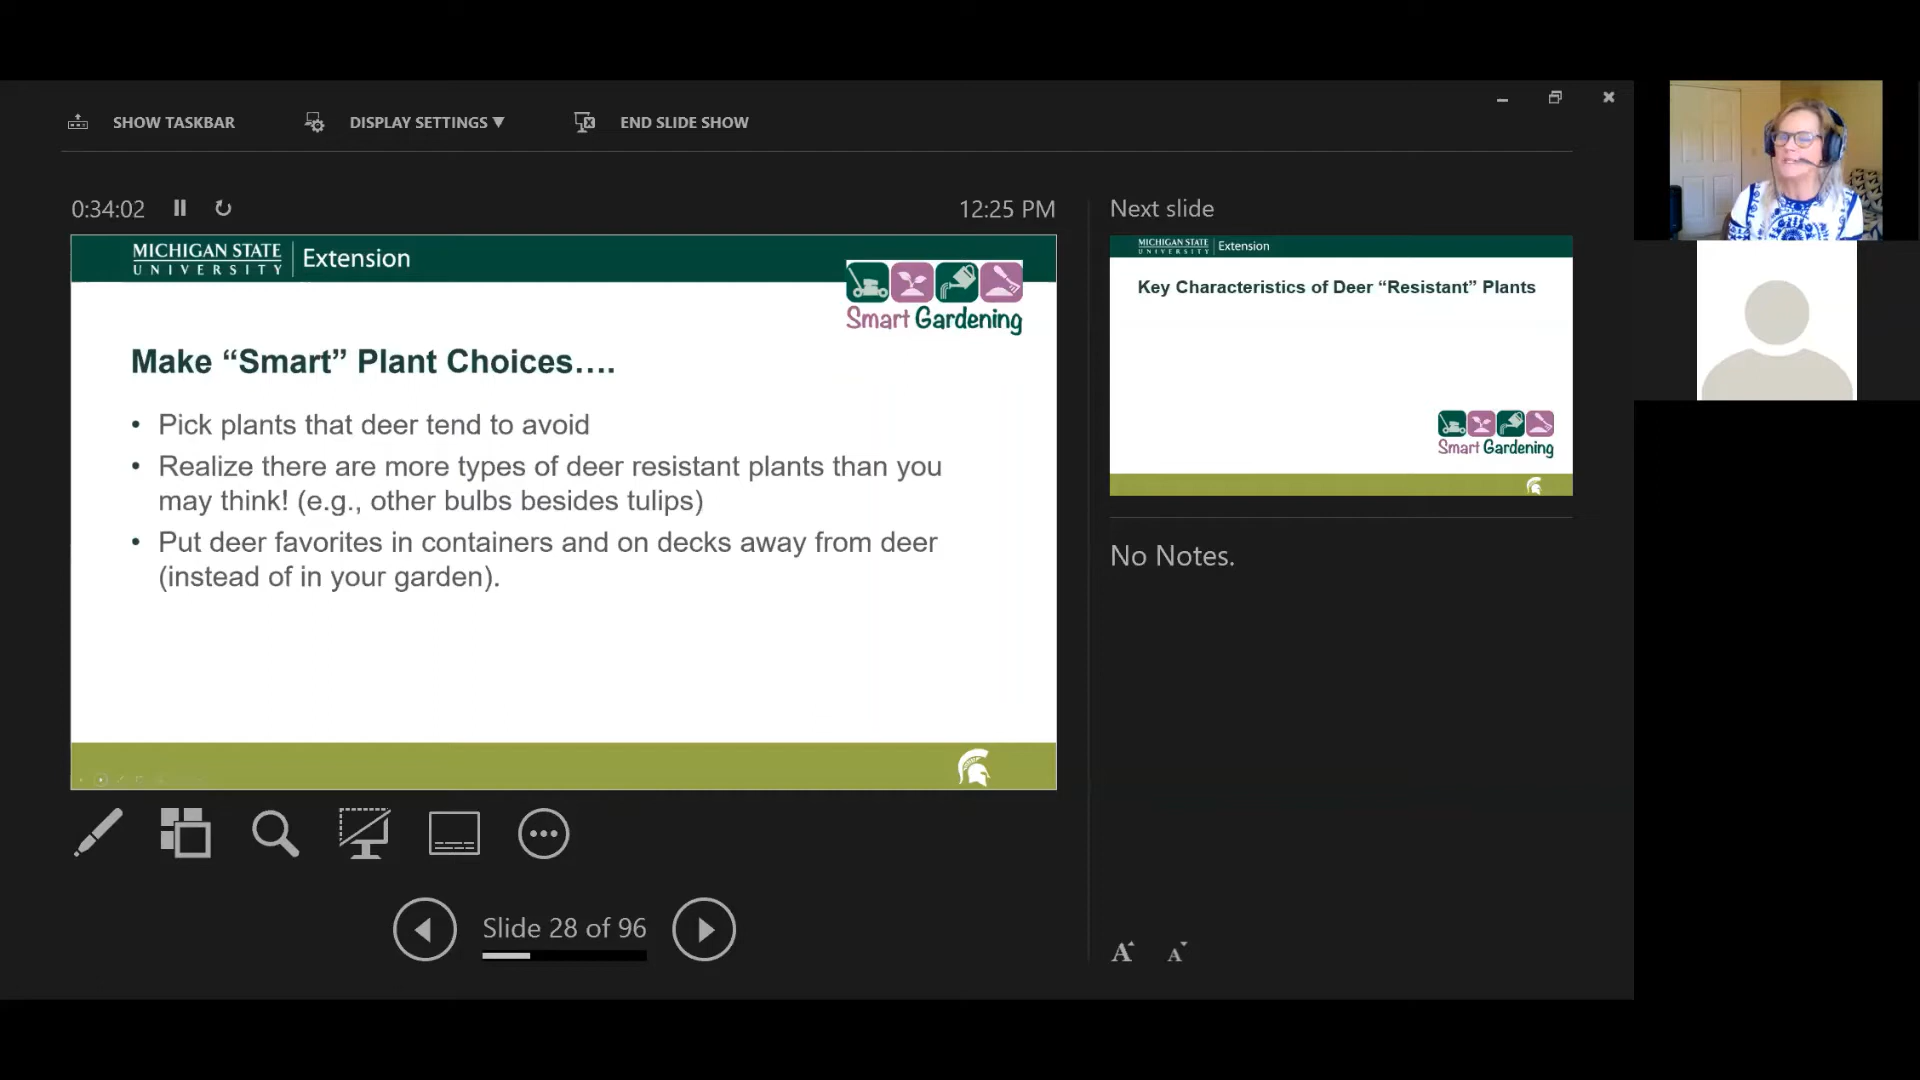 SHOW TASKBAR
DISPLAY SETTINGS ▼
END SLIDE SHOW
0:34:02
12:25 PM
MICHIGAN STATE
UNIVERSITY
Extension
Smart Gardening
Make “Smart” Plant Choices….
• Pick plants that deer tend to avoid
• Realize there are more types of deer resistant plants than you
may think! (e.g., other bulbs besides tulips)
• Put deer favorites in containers and on decks away from deer
(instead of in your garden).
Slide 28 of 96
Next slide
MICHIGAN STATE
UNIVERSITY
Extension
Key Characteristics of Deer “Resistant” Plants
Smart Gardening
No Notes.
A A